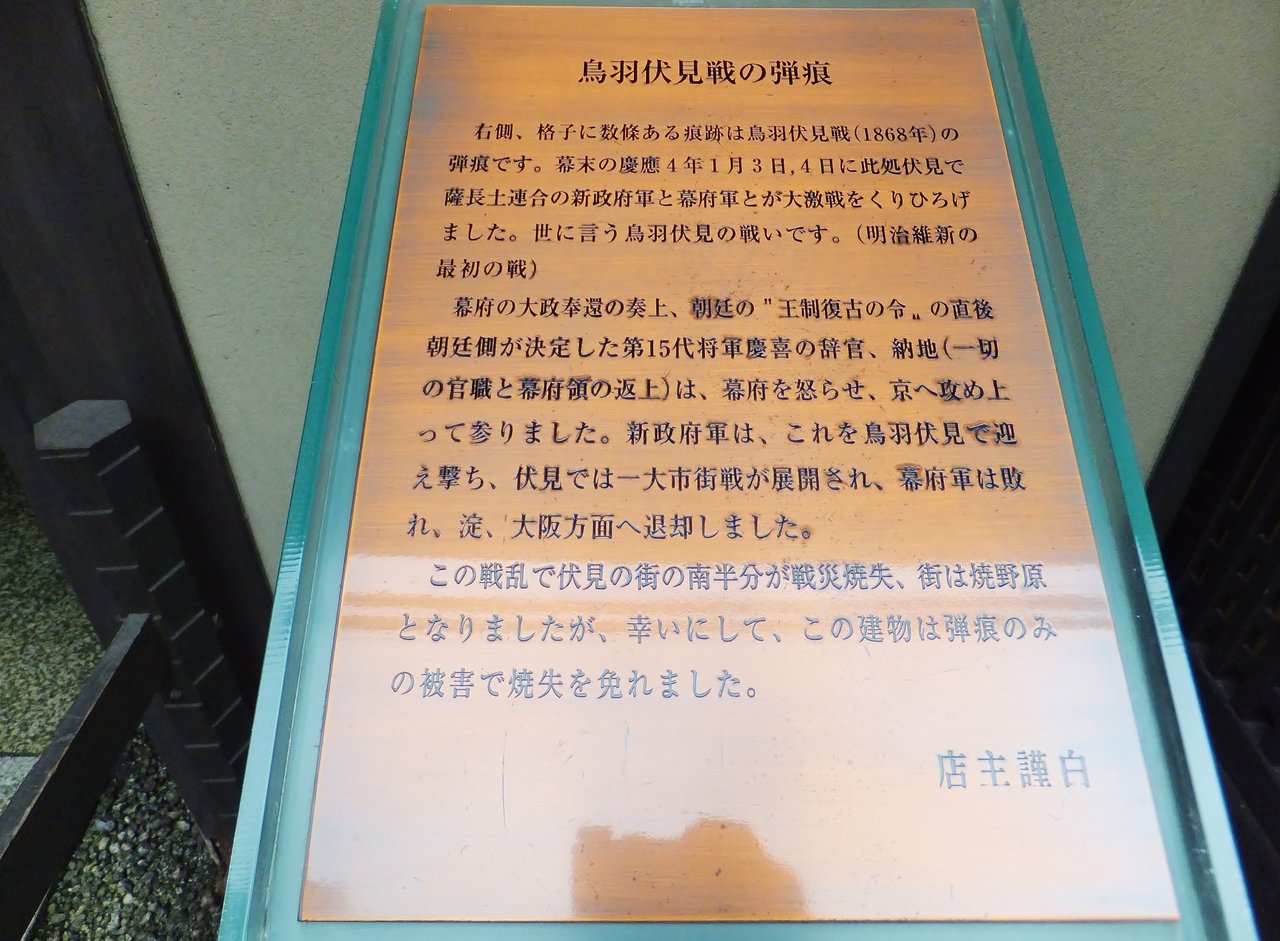 鳥羽伏見戦の弾痕
右側、格子に数條ある痕跡は鳥羽伏見戦(1868年)の
弾痕です。幕末の慶應4年1月3日,4日に此処伏見で
薩長土連合の新政府軍と幕府軍とが大激戦をくりひろげ
ました。世に言う鳥羽伏見の戦いです。(明治維新の
最初の戦)
幕府の大政奉還の奏上、朝廷の〝王制復古の令〟の直後
朝廷側が決定した第15代将軍慶喜の辞官、納地(一切
の官職と幕府領の返上)は、幕府を怒らせ、京へ攻め上
って参りました。新政府軍は、これを鳥羽伏見で迎
え撃ち、伏見では一大市街戦が展開され、幕府軍は敗
れ、淀、大阪方面へ退却しました。
この戦乱で伏見の街の南半分が戦災焼失、街は焼野原
となりましたが、幸いにして、この建物は弾痕のみ
の被害で焼失を免れました。
店主謹白